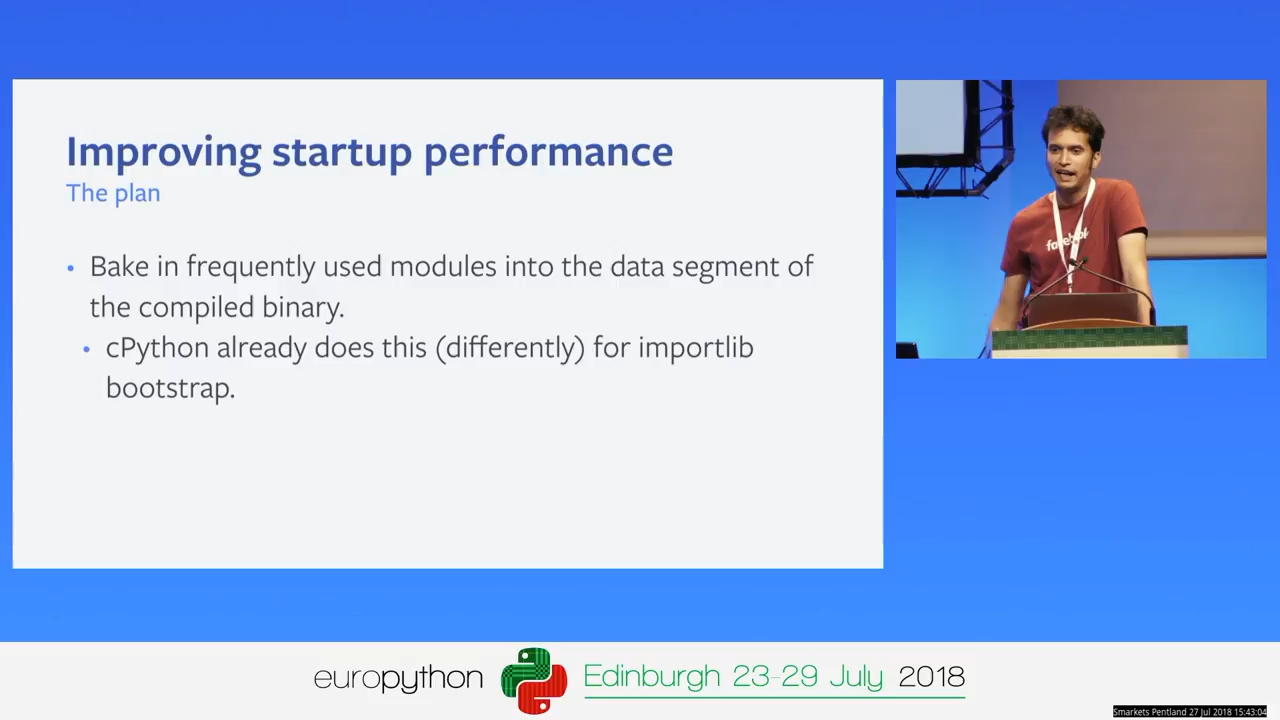 Improving startup performance
The plan
• Bake in frequently used modules into the data segment of
the compiled binary.
• cPython already does this (differently) for importlib
bootstrap.
facebook
europython
Edinburgh 23-29 July 2018
Smarkets Pentland 27 Jul 2018 15:43:04